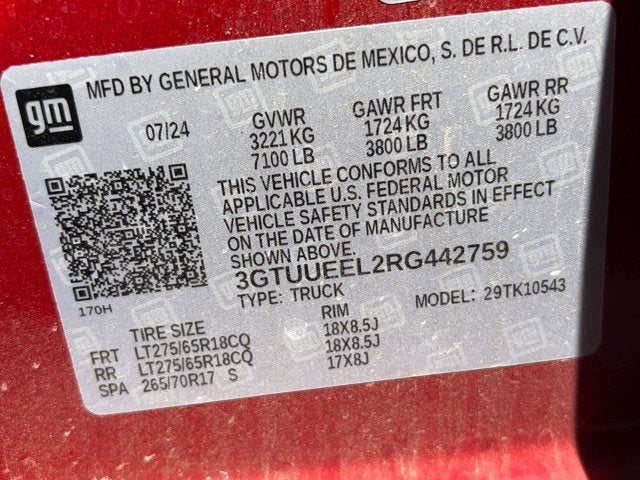 MFD BY GENERAL MOTORS DE MEXICO, S. DE R.L. DE C.V.
gm
07/24 GVWR GAWR FRT GAWR RR
3221 KG 1724 KG 1724 KG
7100 LB 3800 LB 3800 LB
THIS VEHICLE CONFORMS TO ALL
APPLICABLE U.S. FEDERAL MOTOR
VEHICLE SAFETY STANDARDS IN EFFECT
ON THE DATE OF MANUFACTURE
SHOWN ABOVE.
3GTUUEEL2RG442759
TYPE: TRUCK MODEL: 29TK10543
170H
TIRE SIZE RIM
FRT LT275/65R18CQ 18X8.5J
RR LT275/65R18CQ 18X8.5J
SPA 265/70R17 S 17X8J